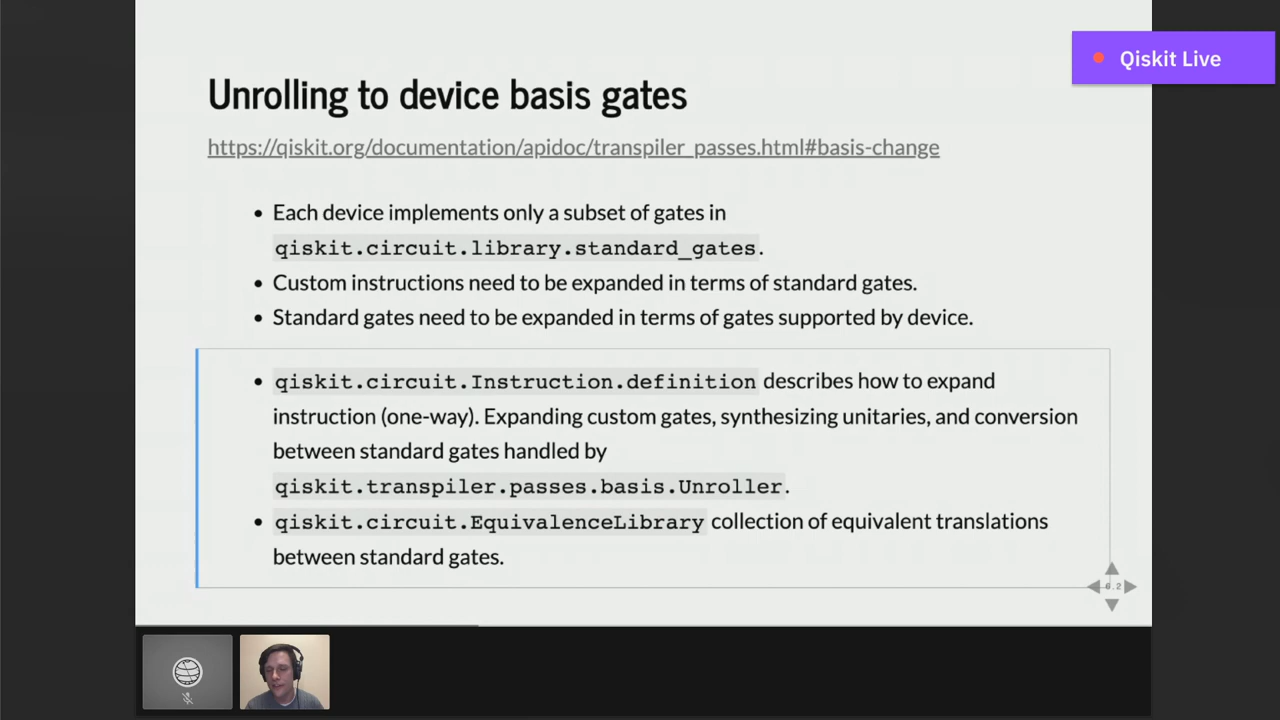 Qiskit Live
Unrolling to device basis gates
https://qiskit.org/documentation/apidoc/transpiler_passes.html#basis-change
• Each device implements only a subset of gates in
qiskit.circuit.library.standard_gates.
• Custom instructions need to be expanded in terms of standard gates.
• Standard gates need to be expanded in terms of gates supported by device.
• qiskit.circuit.Instruction.definition describes how to expand
instruction (one-way). Expanding custom gates, synthesizing unitaries, and conversion
between standard gates handled by
qiskit.transpiler.passes.basis.Unroller.
• qiskit.circuit.EquivalenceLibrary collection of equivalent translations
between standard gates.
6.2